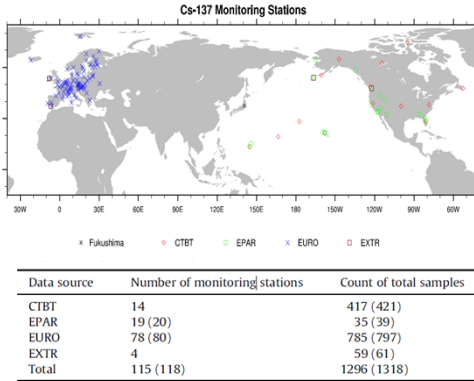 Cs-137 Monitoring Stations
30W 0 30E 60E 90E 120E 150E 180 150W 120W 90W 60W
Fukushima CTBT EPAR EURO EXTR
Data source Number of monitoring stations Count of total samples
CTBT 14 417 (421)
EPAR 19 (20) 35 (39)
EURO 78 (80) 785 (797)
EXTR 4 59 (61)
Total 115 (118) 1296 (1318)